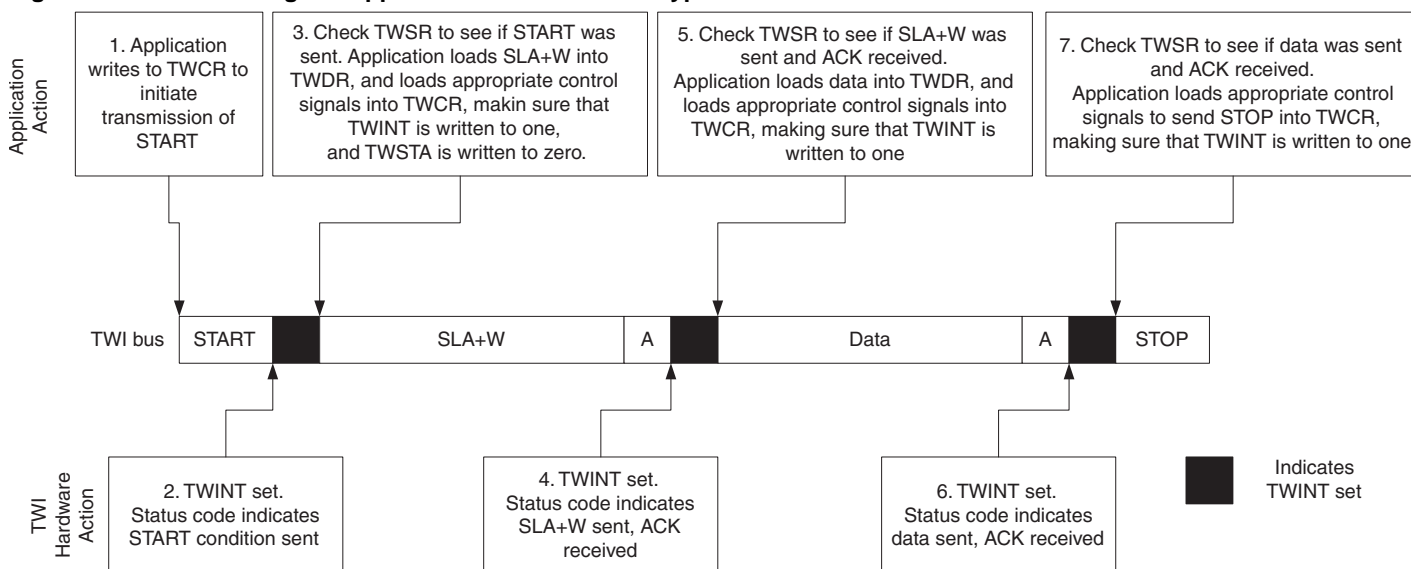 Application
Action
1. Application
writes to TWCR to
initiate
transmission of
START
3. Check TWSR to see if START was
sent. Application loads SLA+W into
TWDR, and loads appropriate control
signals into TWCR, makin sure that
TWINT is written to one,
and TWSTA is written to zero.
5. Check TWSR to see if SLA+W was
sent and ACK received.
Application loads data into TWDR, and
loads appropriate control signals into
TWCR, making sure that TWINT is
written to one
7. Check TWSR to see if data was sent
and ACK received.
Application loads appropriate control
signals to send STOP into TWCR,
making sure that TWINT is written to one
TWI bus
START
SLA+W
A
Data
A
STOP
TWI
Hardware
Action
2. TWINT set.
Status code indicates
START condition sent
4. TWINT set.
Status code indicates
SLA+W sent, ACK
received
6. TWINT set.
Status code indicates
data sent, ACK received
Indicates
TWINT set